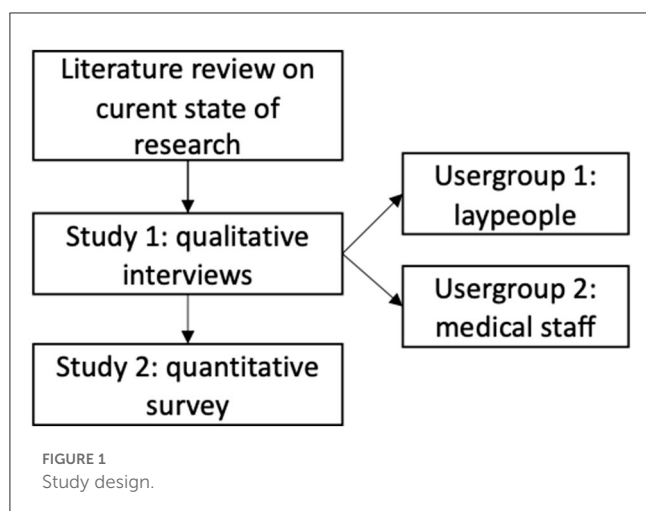 Literature review on
curent state of
research
Study 1: qualitative
interviews
Study 2: quantitative
survey
Usergroup 1:
laypeople
Usergroup 2:
medical staff
FIGURE 1
Study design.